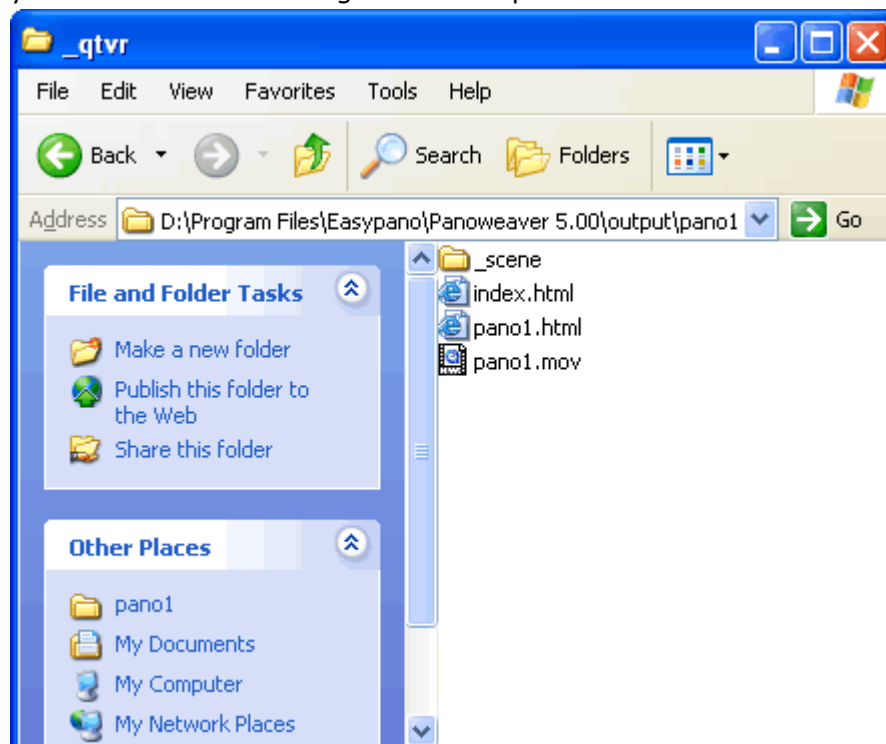 _qtvr
File Edit View Favorites Tools Help
Back Search Folders
Address D:\Program Files\Easypano\Panoweaver 5.00\output\pano1 Go
File and Folder Tasks
Make a new folder
Publish this folder to
the Web
Share this folder
Other Places
pano1
My Documents
My Computer
My Network Places
_scene
index.html
pano1.html
pano1.mov